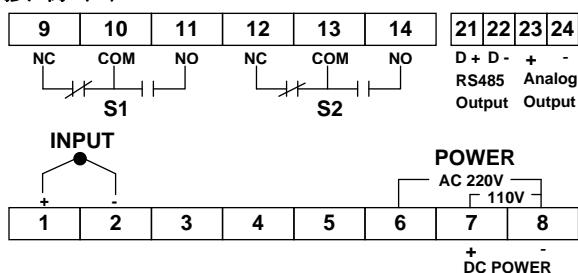 9 10 11 12 13 14 21 22 23 24
NC COM NO NC COM NO D + D - + -
S1 S2 RS485 Analog
Output Output
INPUT
POWER
AC 220V
110V
+ -
1 2 3 4 5 6 7 8
+ -
DC POWER